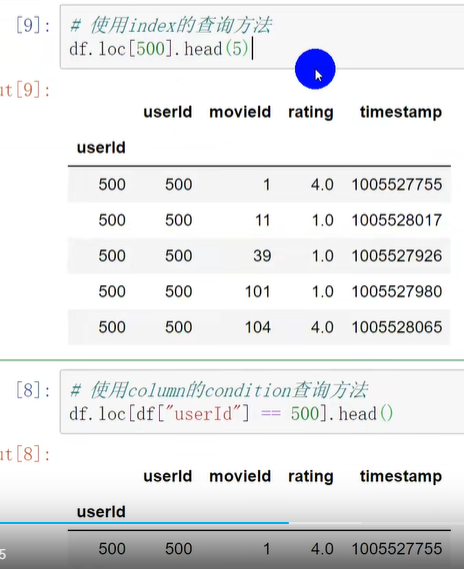 [9]:
# 使用index的查询方法
df.loc[500].head(5)
ut[9]:
userId movieId rating timestamp
userId
500 500 1 4.0 1005527755
500 500 11 1.0 1005528017
500 500 39 1.0 1005527926
500 500 101 1.0 1005527980
500 500 104 4.0 1005528065
[8]:
# 使用column的condition查询方法
df.loc[df["userId"] == 500].head()
ut[8]:
userId movieId rating timestamp
userId
500 500 1 4.0 1005527755
5